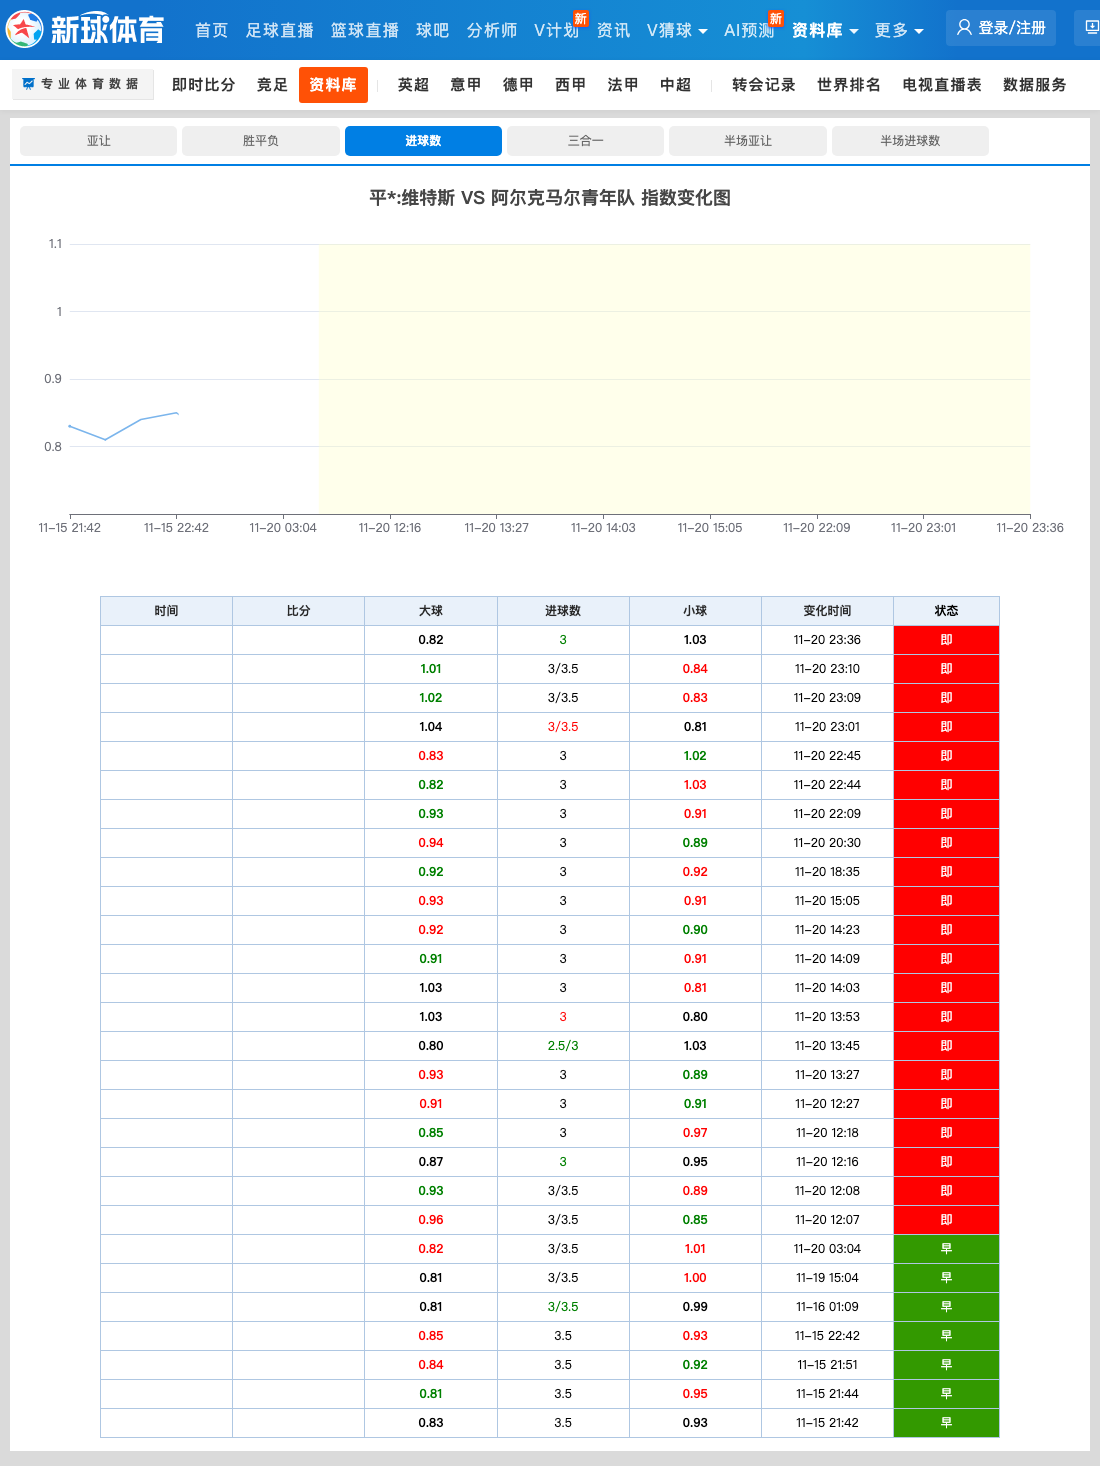 新球体育 首页 足球直播 篮球直播 球吧 分析师 V计划 新 资讯 V猜球 AI预测 新 资料库 更多 登录/注册
专业体育数据 即时比分 竞足 资料库 英超 意甲 德甲 西甲 法甲 中超 转会记录 世界排名 电视直播表 数据服务
亚让 胜平负 进球数 三合一 半场亚让 半场进球数
平*:维特斯 VS 阿尔克马尔青年队 指数变化图
1.1
1
0.9
0.8
11-15 21:42 11-15 22:42 11-20 03:04 11-20 12:16 11-20 13:27 11-20 14:03 11-20 15:05 11-20 22:09 11-20 23:01 11-20 23:36
时间 比分 大球 进球数 小球 变化时间 状态
0.82 3 1.03 11-20 23:36 即
1.01 3/3.5 0.84 11-20 23:10 即
1.02 3/3.5 0.83 11-20 23:09 即
1.04 3/3.5 0.81 11-20 23:01 即
0.83 3 1.02 11-20 22:45 即
0.82 3 1.03 11-20 22:44 即
0.93 3 0.91 11-20 22:09 即
0.94 3 0.89 11-20 20:30 即
0.92 3 0.92 11-20 18:35 即
0.93 3 0.91 11-20 15:05 即
0.92 3 0.90 11-20 14:23 即
0.91 3 0.91 11-20 14:09 即
1.03 3 0.81 11-20 14:03 即
1.03 3 0.80 11-20 13:53 即
0.80 2.5/3 1.03 11-20 13:45 即
0.93 3 0.89 11-20 13:27 即
0.91 3 0.91 11-20 12:27 即
0.85 3 0.97 11-20 12:18 即
0.87 3 0.95 11-20 12:16 即
0.93 3/3.5 0.89 11-20 12:08 即
0.96 3/3.5 0.85 11-20 12:07 即
0.82 3/3.5 1.01 11-20 03:04 早
0.81 3/3.5 1.00 11-19 15:04 早
0.81 3/3.5 0.99 11-16 01:09 早
0.85 3.5 0.93 11-15 22:42 早
0.84 3.5 0.92 11-15 21:51 早
0.81 3.5 0.95 11-15 21:44 早
0.83 3.5 0.93 11-15 21:42 早